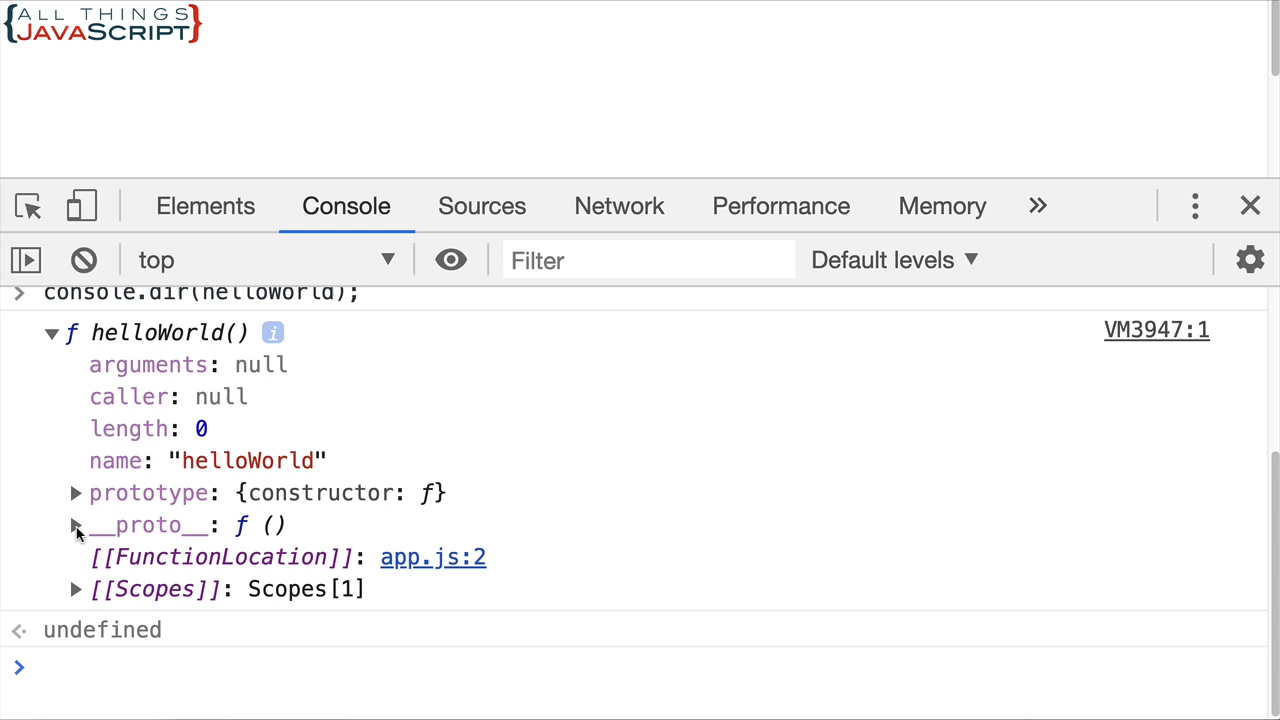 {ALL THINGS
JAVASCRIPT}
Elements Console Sources Network Performance Memory »
top ▼ Filter Default levels ▼
> console.dir(helloWorld);
▼ ƒ helloWorld() i VM3947:1
arguments: null
caller: null
length: 0
name: "helloWorld"
▶ prototype: {constructor: ƒ}
▶ __proto__: ƒ ()
[[FunctionLocation]]: app.js:2
▶ [[Scopes]]: Scopes[1]
<· undefined
>